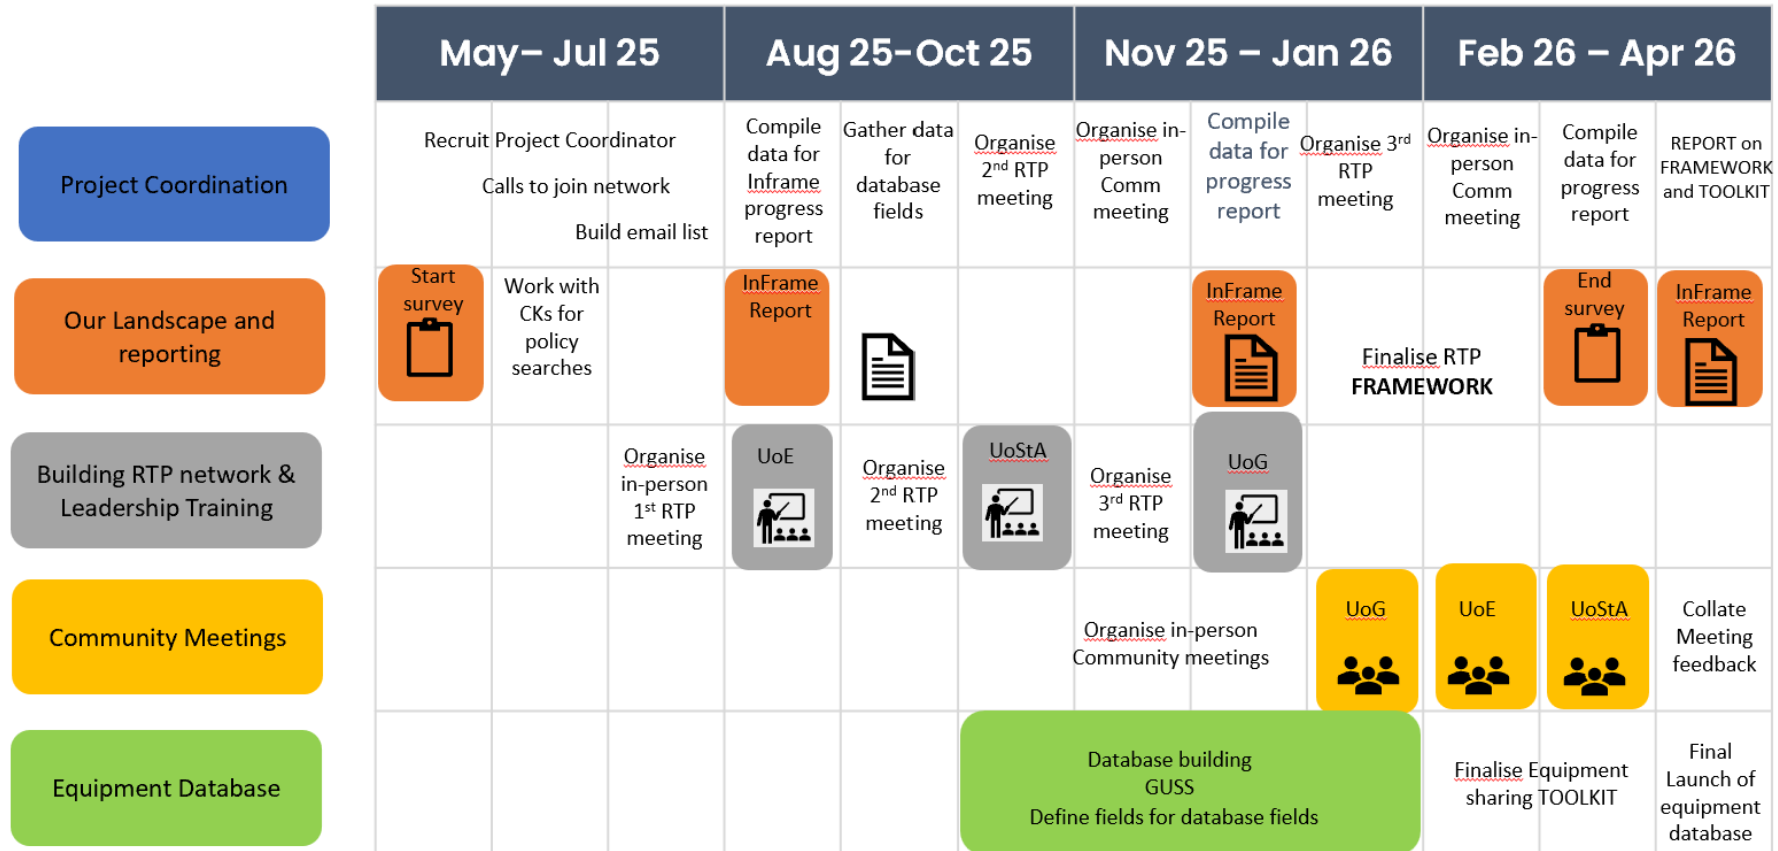 May– Jul 25
Aug 25-Oct 25
Nov 25 – Jan 26
Feb 26 – Apr 26
Project Coordination
Recruit Project Coordinator
Calls to join network
Build email list
Compile
data for
Inframe
progress
report
Gather data
for
database
fields
Organise
2nd RTP
meeting
Organise in-
person
Comm
meeting
Compile
data for
progress
report
Organise 3rd
RTP
meeting
Organise in-
person
Comm
meeting
Compile
data for
progress
report
REPORT on
FRAMEWORK
and TOOLKIT
Our Landscape and
reporting
Start
survey
Work with
CKs for
policy
searches
InFrame
Report
InFrame
Report
Finalise RTP
FRAMEWORK
End
survey
InFrame
Report
Building RTP network &
Leadership Training
Organise
in-person
1st RTP
meeting
UoE
Organise
2nd RTP
meeting
UoStA
Organise
3rd RTP
meeting
UoG
Community Meetings
Organise in-person
Community meetings
UoG
UoE
UoStA
Collate
Meeting
feedback
Equipment Database
Database building
GUSS
Define fields for database fields
Finalise Equipment
sharing TOOLKIT
Final
Launch of
equipment
database